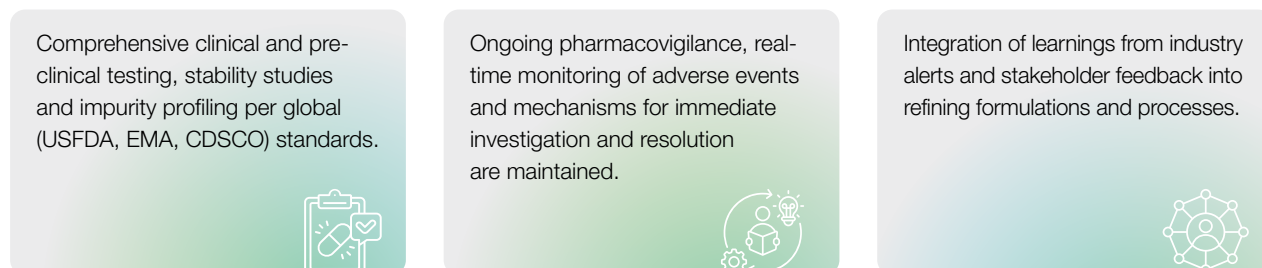 Comprehensive clinical and pre-
clinical testing, stability studies
and impurity profiling per global
(USFDA, EMA, CDSCO) standards.
Ongoing pharmacovigilance, real-
time monitoring of adverse events
and mechanisms for immediate
investigation and resolution
are maintained.
Integration of learnings from industry
alerts and stakeholder feedback into
refining formulations and processes.